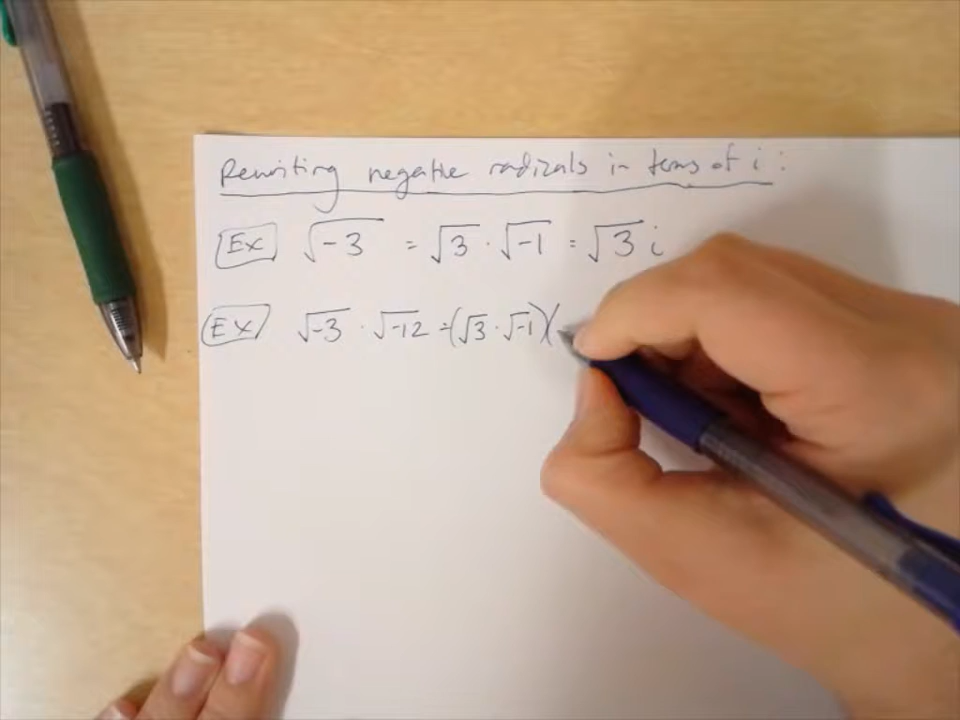 Rewriting negative radicals in terms of i :
Ex √-3 = √3 · √-1 = √3 i
Ex √-3 · √-12 = (√3 · √-1)(